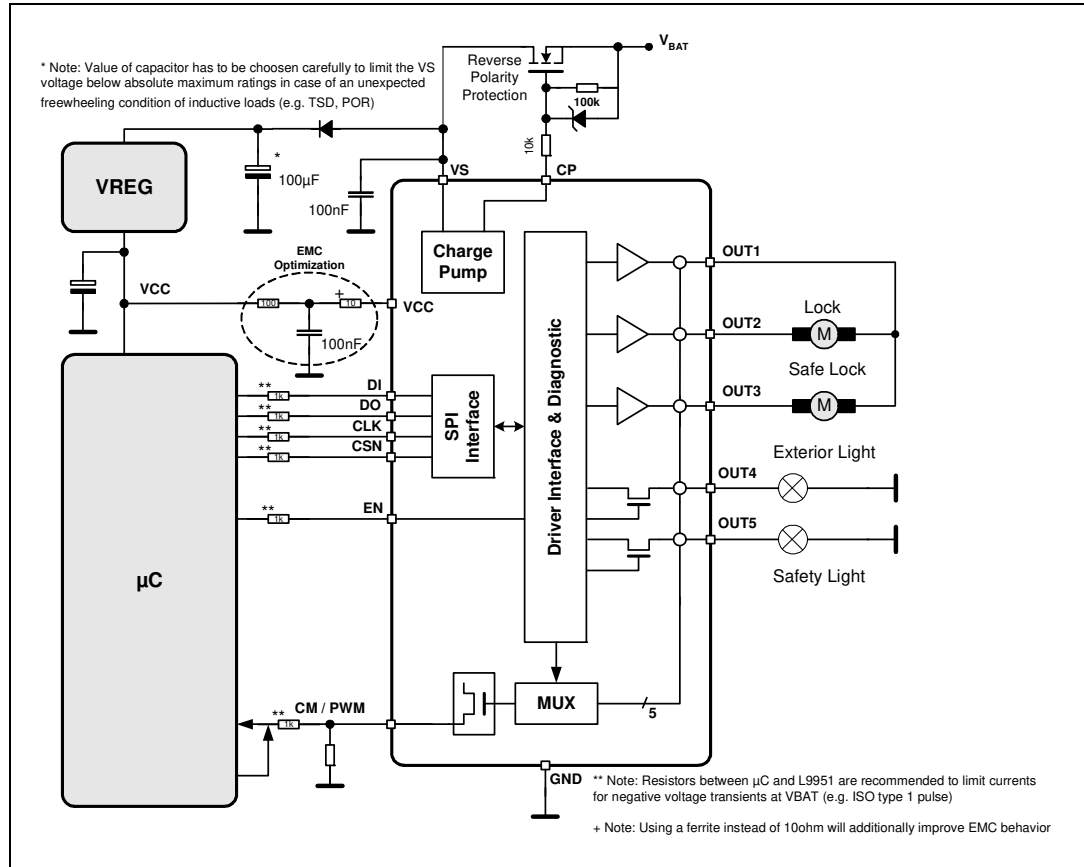 * Note: Value of capacitor has to be choosen carefully to limit the VS
voltage below absolute maximum ratings in case of an unexpected
freewheeling condition of inductive loads (e.g. TSD, POR)
Reverse
Polarity
Protection
VBAT
100k
10k
*
100µF
VREG
VS
CP
100nF
Charge
Pump
EMC
Optimization
VCC
100
+
10
VCC
100nF
OUT1
Lock
OUT2
M
Safe Lock
OUT3
M
** 1k DI
** 1k DO
** 1k CLK
** 1k CSN
SPI
Interface
Driver Interface & Diagnostic
Exterior Light
OUT4
** 1k EN
OUT5
Safety Light
µC
MUX
5
** 1k CM / PWM
GND
** Note: Resistors between µC and L9951 are recommended to limit currents
for negative voltage transients at VBAT (e.g. ISO type 1 pulse)
+ Note: Using a ferrite instead of 10ohm will additionally improve EMC behavior